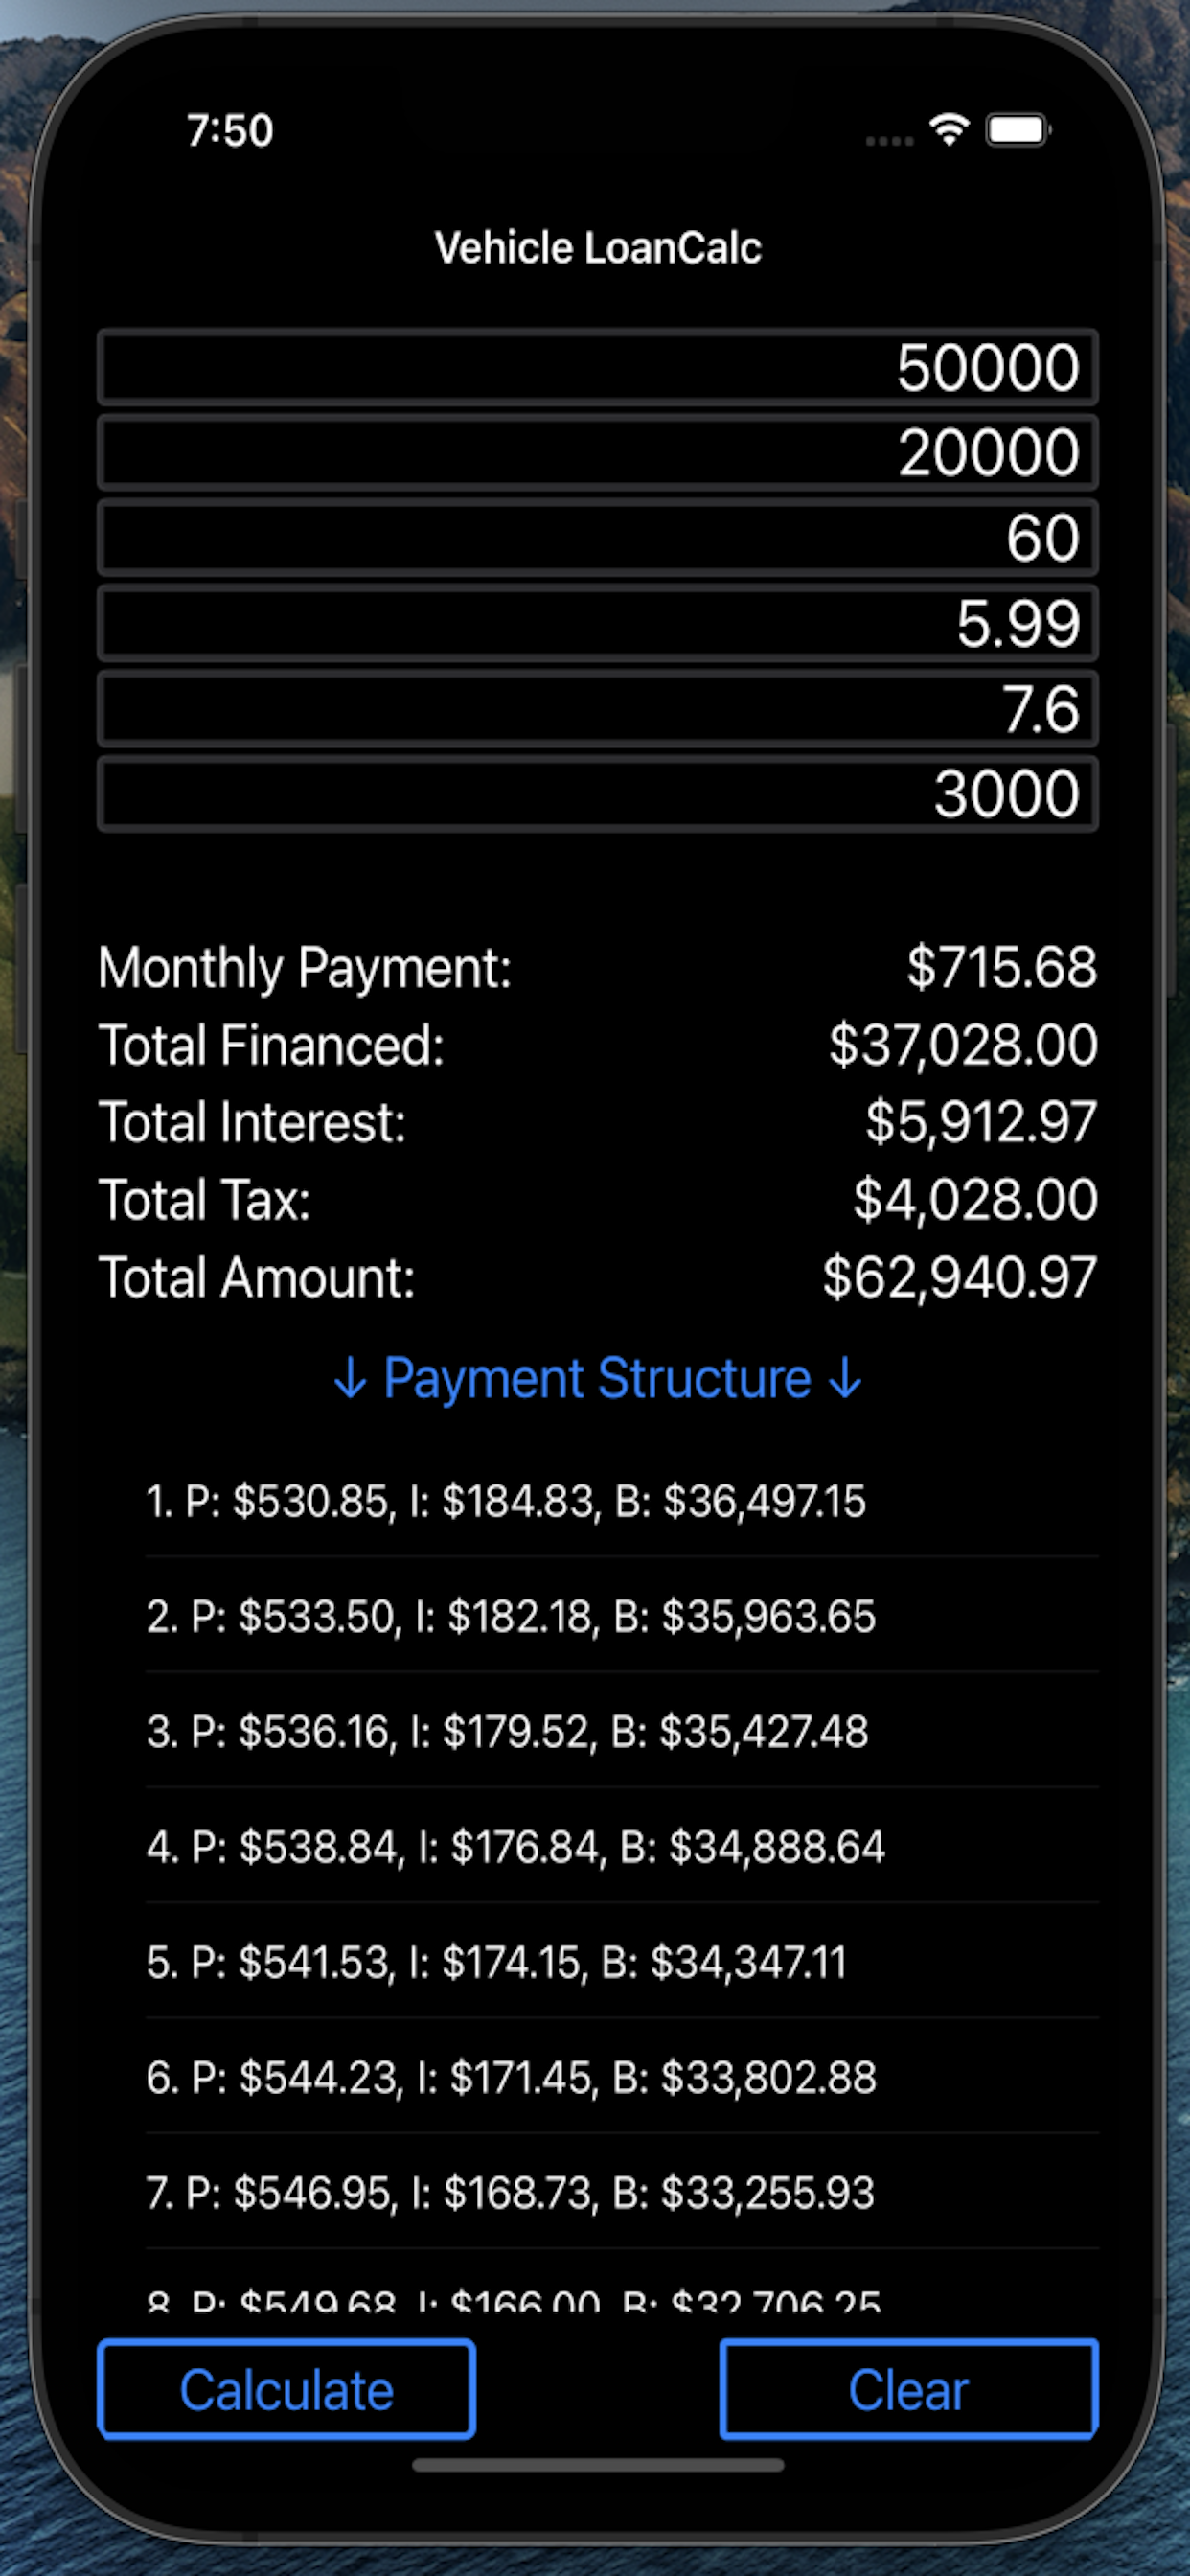 7:50
Vehicle LoanCalc
50000
20000
60
5.99
7.6
3000
Monthly Payment: $715.68
Total Financed: $37,028.00
Total Interest: $5,912.97
Total Tax: $4,028.00
Total Amount: $62,940.97
↓ Payment Structure ↓
1. P: $530.85, I: $184.83, B: $36,497.15
2. P: $533.50, I: $182.18, B: $35,963.65
3. P: $536.16, I: $179.52, B: $35,427.48
4. P: $538.84, I: $176.84, B: $34,888.64
5. P: $541.53, I: $174.15, B: $34,347.11
6. P: $544.23, I: $171.45, B: $33,802.88
7. P: $546.95, I: $168.73, B: $33,255.93
8. P: $549.68, I: $166.00, B: $32,706.25
Calculate Clear